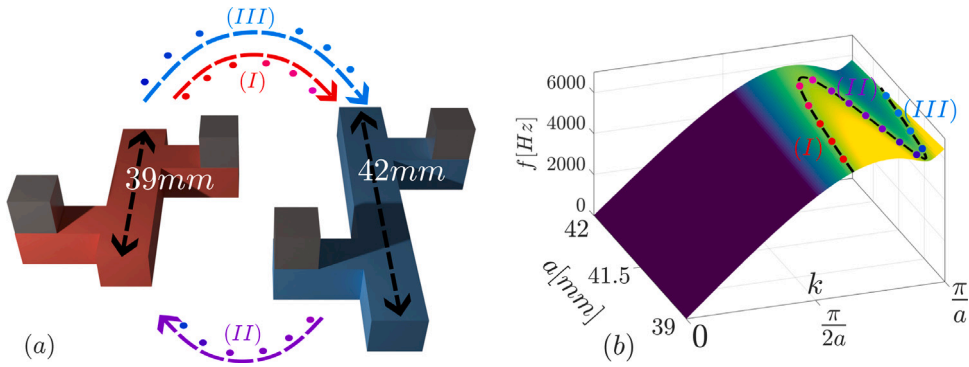 (III)
(I)
39mm
42mm
(II)
(a)
6000
4000
2000
0
f[Hz]
(I)
(II)
(III)
42
41.5
39
a[mm]
0
π/2a
k
π/a
(b)